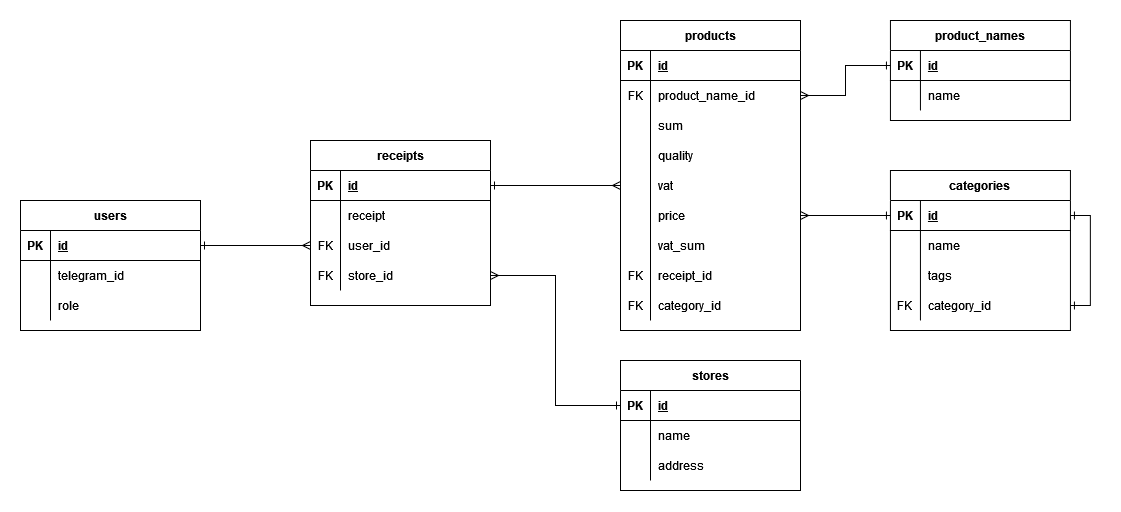 users
PK id
telegram_id
role
receipts
PK id
receipt
FK user_id
FK store_id
products
PK id
FK product_name_id
sum
quality
vat
price
vat_sum
FK receipt_id
FK category_id
product_names
PK id
name
categories
PK id
name
tags
FK category_id
stores
PK id
name
address